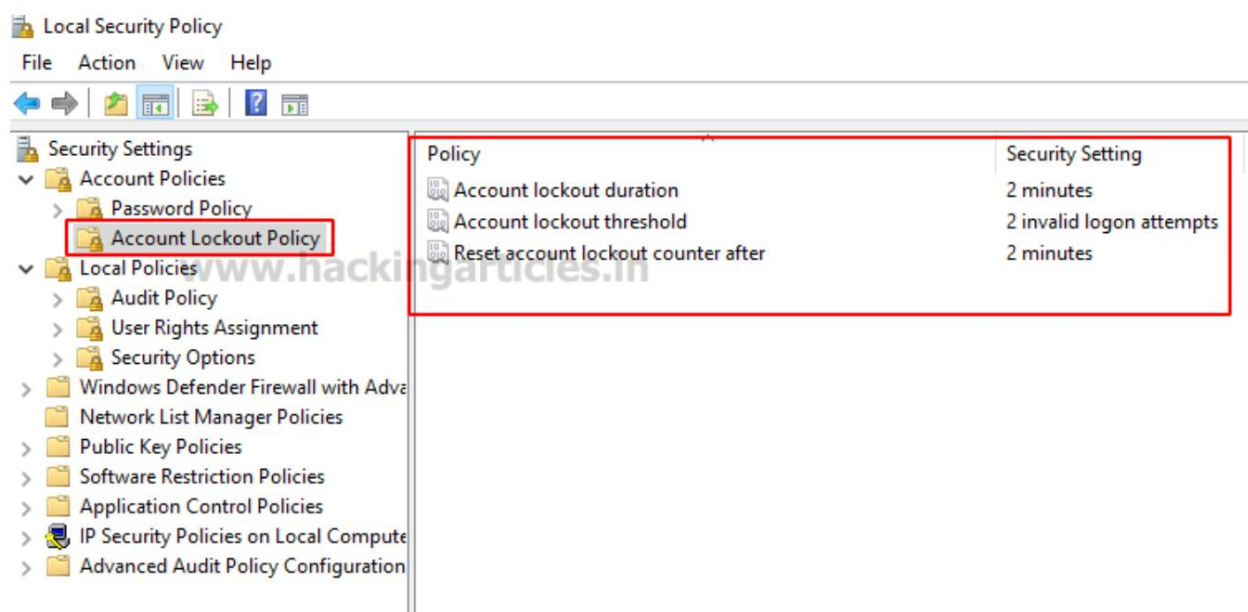 Local Security Policy
File Action View Help
Security Settings
Account Policies
Password Policy
Account Lockout Policy
Local Policies
Audit Policy
User Rights Assignment
Security Options
Windows Defender Firewall with Adva
Network List Manager Policies
Public Key Policies
Software Restriction Policies
Application Control Policies
IP Security Policies on Local Compute
Advanced Audit Policy Configuration
Policy Security Setting
Account lockout duration 2 minutes
Account lockout threshold 2 invalid logon attempts
Reset account lockout counter after 2 minutes
www.hackingarticles.in